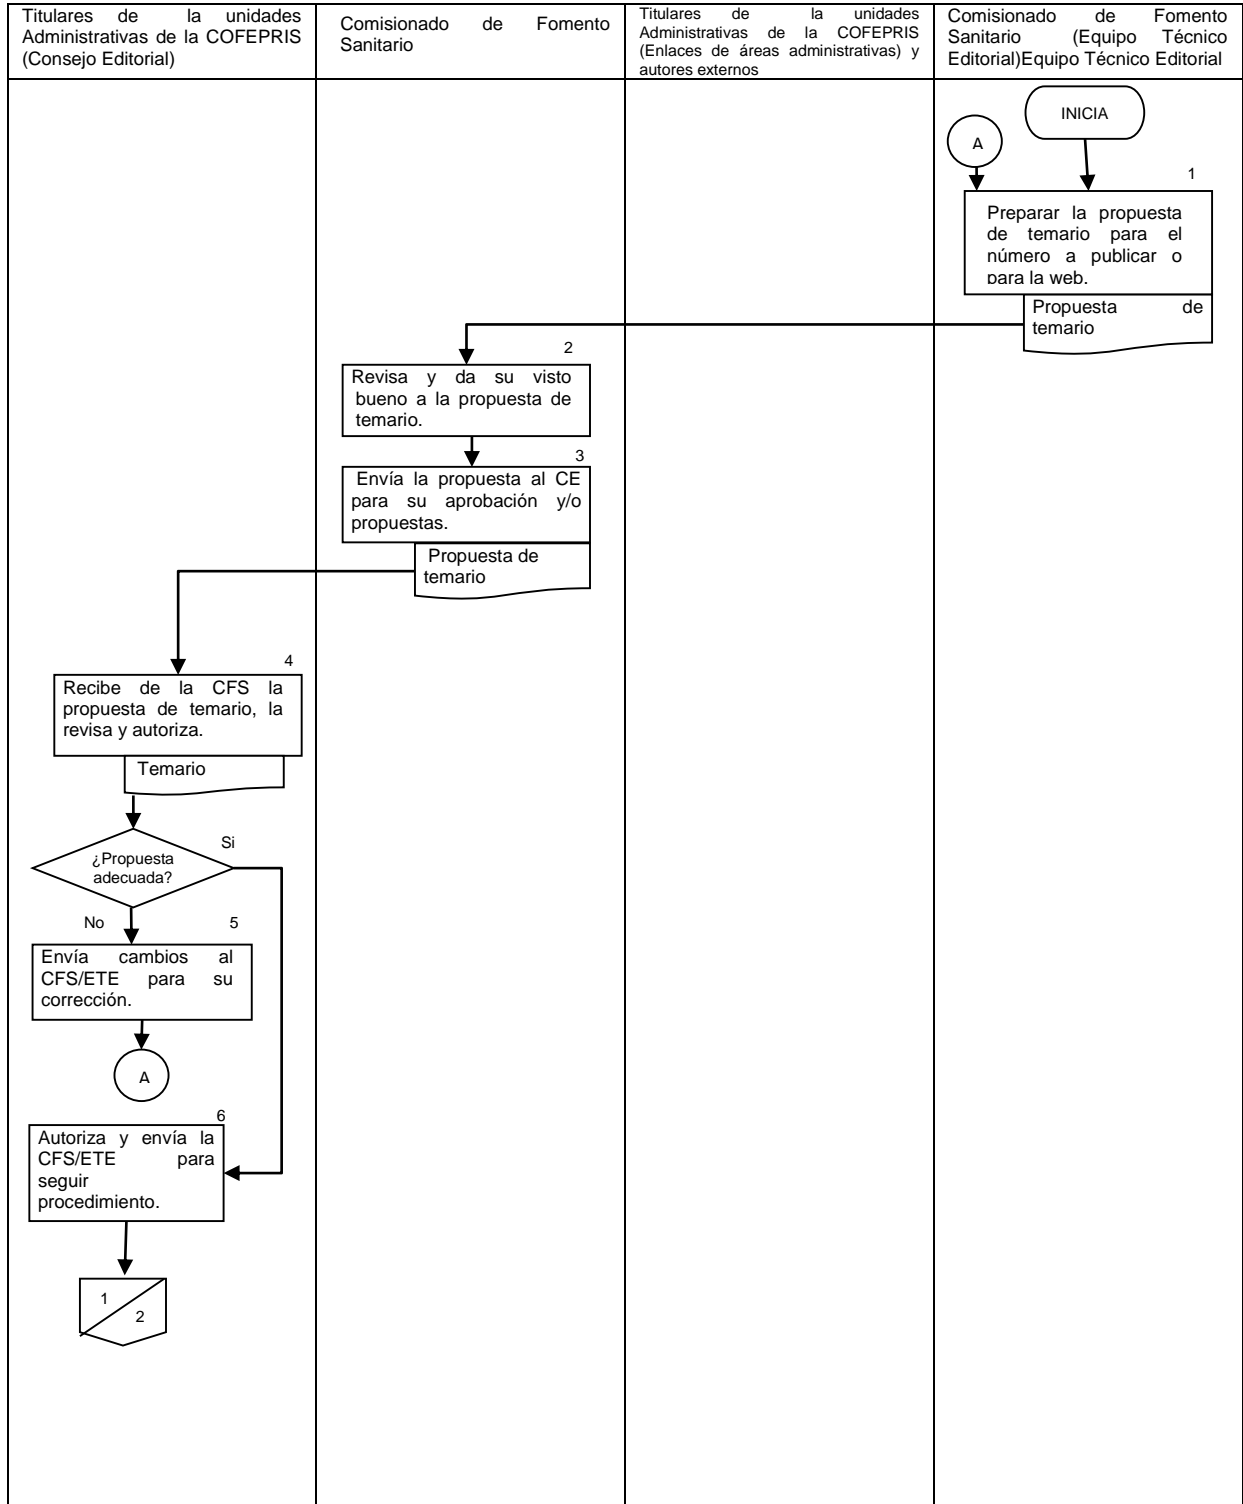 Titulares de la unidades
Administrativas de la COFEPRIS
(Consejo Editorial)
Comisionado de Fomento
Sanitario
Titulares de la unidades
Administrativas de la COFEPRIS
(Enlaces de áreas administrativas) y
autores externos
Comisionado de Fomento
Sanitario (Equipo Técnico
Editorial)Equipo Técnico Editorial
INICIA
A
1
Preparar la propuesta
de temario para el
número a publicar o
para la web.
Propuesta de
temario
2
Revisa y da su visto
bueno a la propuesta de
temario.
3
Envía la propuesta al CE
para su aprobación y/o
propuestas.
Propuesta de
temario
4
Recibe de la CFS la
propuesta de temario, la
revisa y autoriza.
Temario
¿Propuesta
adecuada?
Si
No
5
Envía cambios al
CFS/ETE para su
corrección.
A
6
Autoriza y envía la
CFS/ETE para
seguir
procedimiento.
1
2